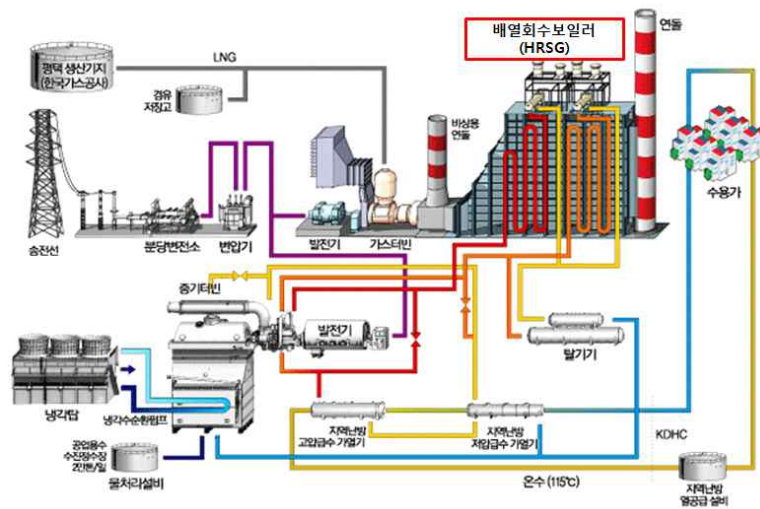 배열회수보일러
(HRSG)
연돌
LNG
평택 생산기지
(한국가스공사)
경유
저장고
비상용
연돌
수용가
송전선
분당변전소
변압기
발전기
가스터빈
증기터빈
발전기
탈기기
냉각탑
냉각수순환펌프
지역난방
고압급수 가열기
지역난방
저압급수 가열기
KDHC
공업용수
수진정수장
2만톤/일
물처리설비
온수 (115℃)
지역난방
열공급 설비